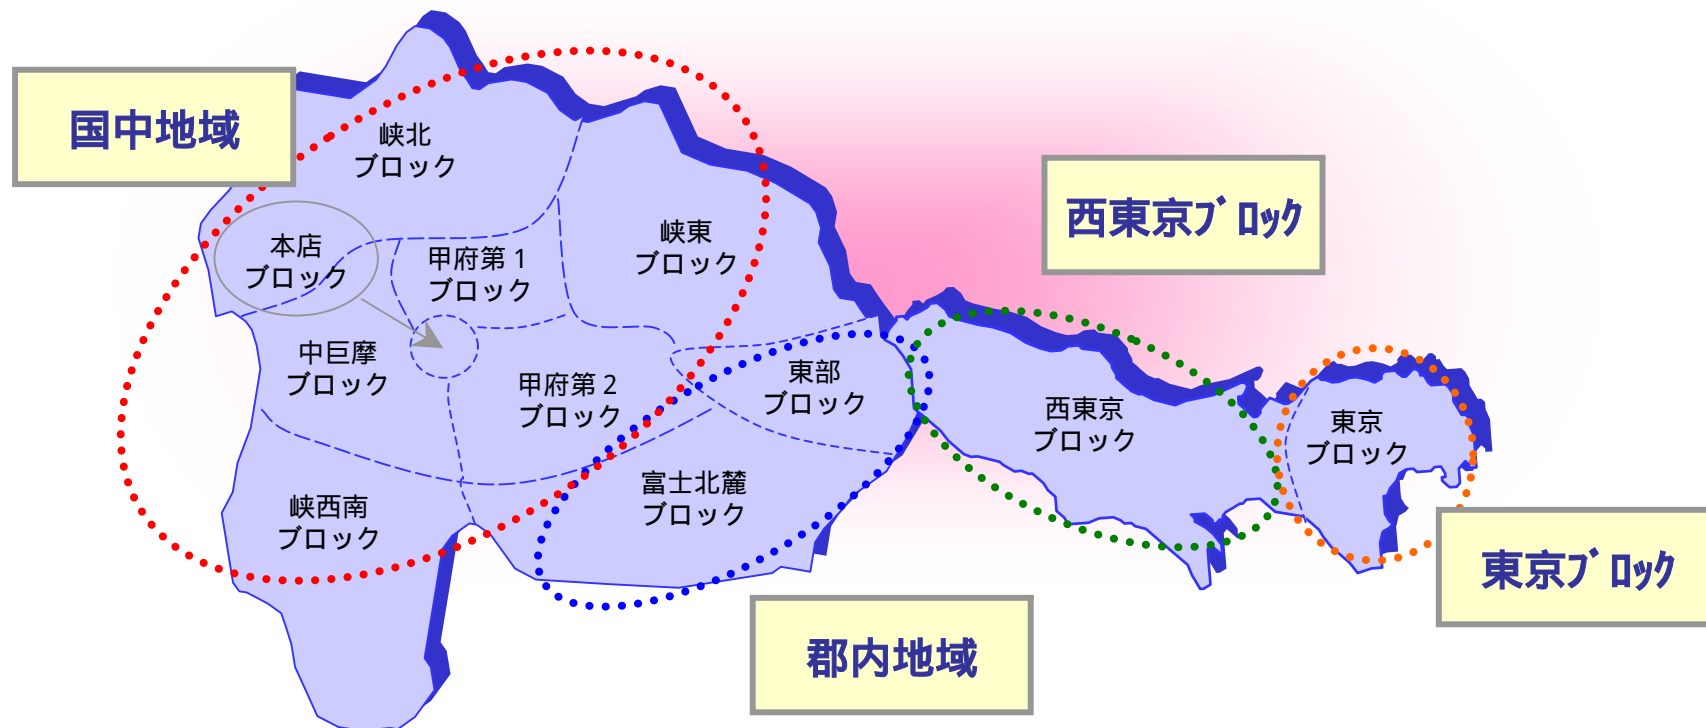 国中地域
峡北
ブロック
西東京ﾌﾞﾛｯｸ
本店
ブロック
甲府第1
ブロック
峡東
ブロック
中巨摩
ブロック
甲府第2
ブロック
東部
ブロック
西東京
ブロック
東京
ブロック
峡西南
ブロック
富士北麓
ブロック
東京ﾌﾞﾛｯｸ
郡内地域